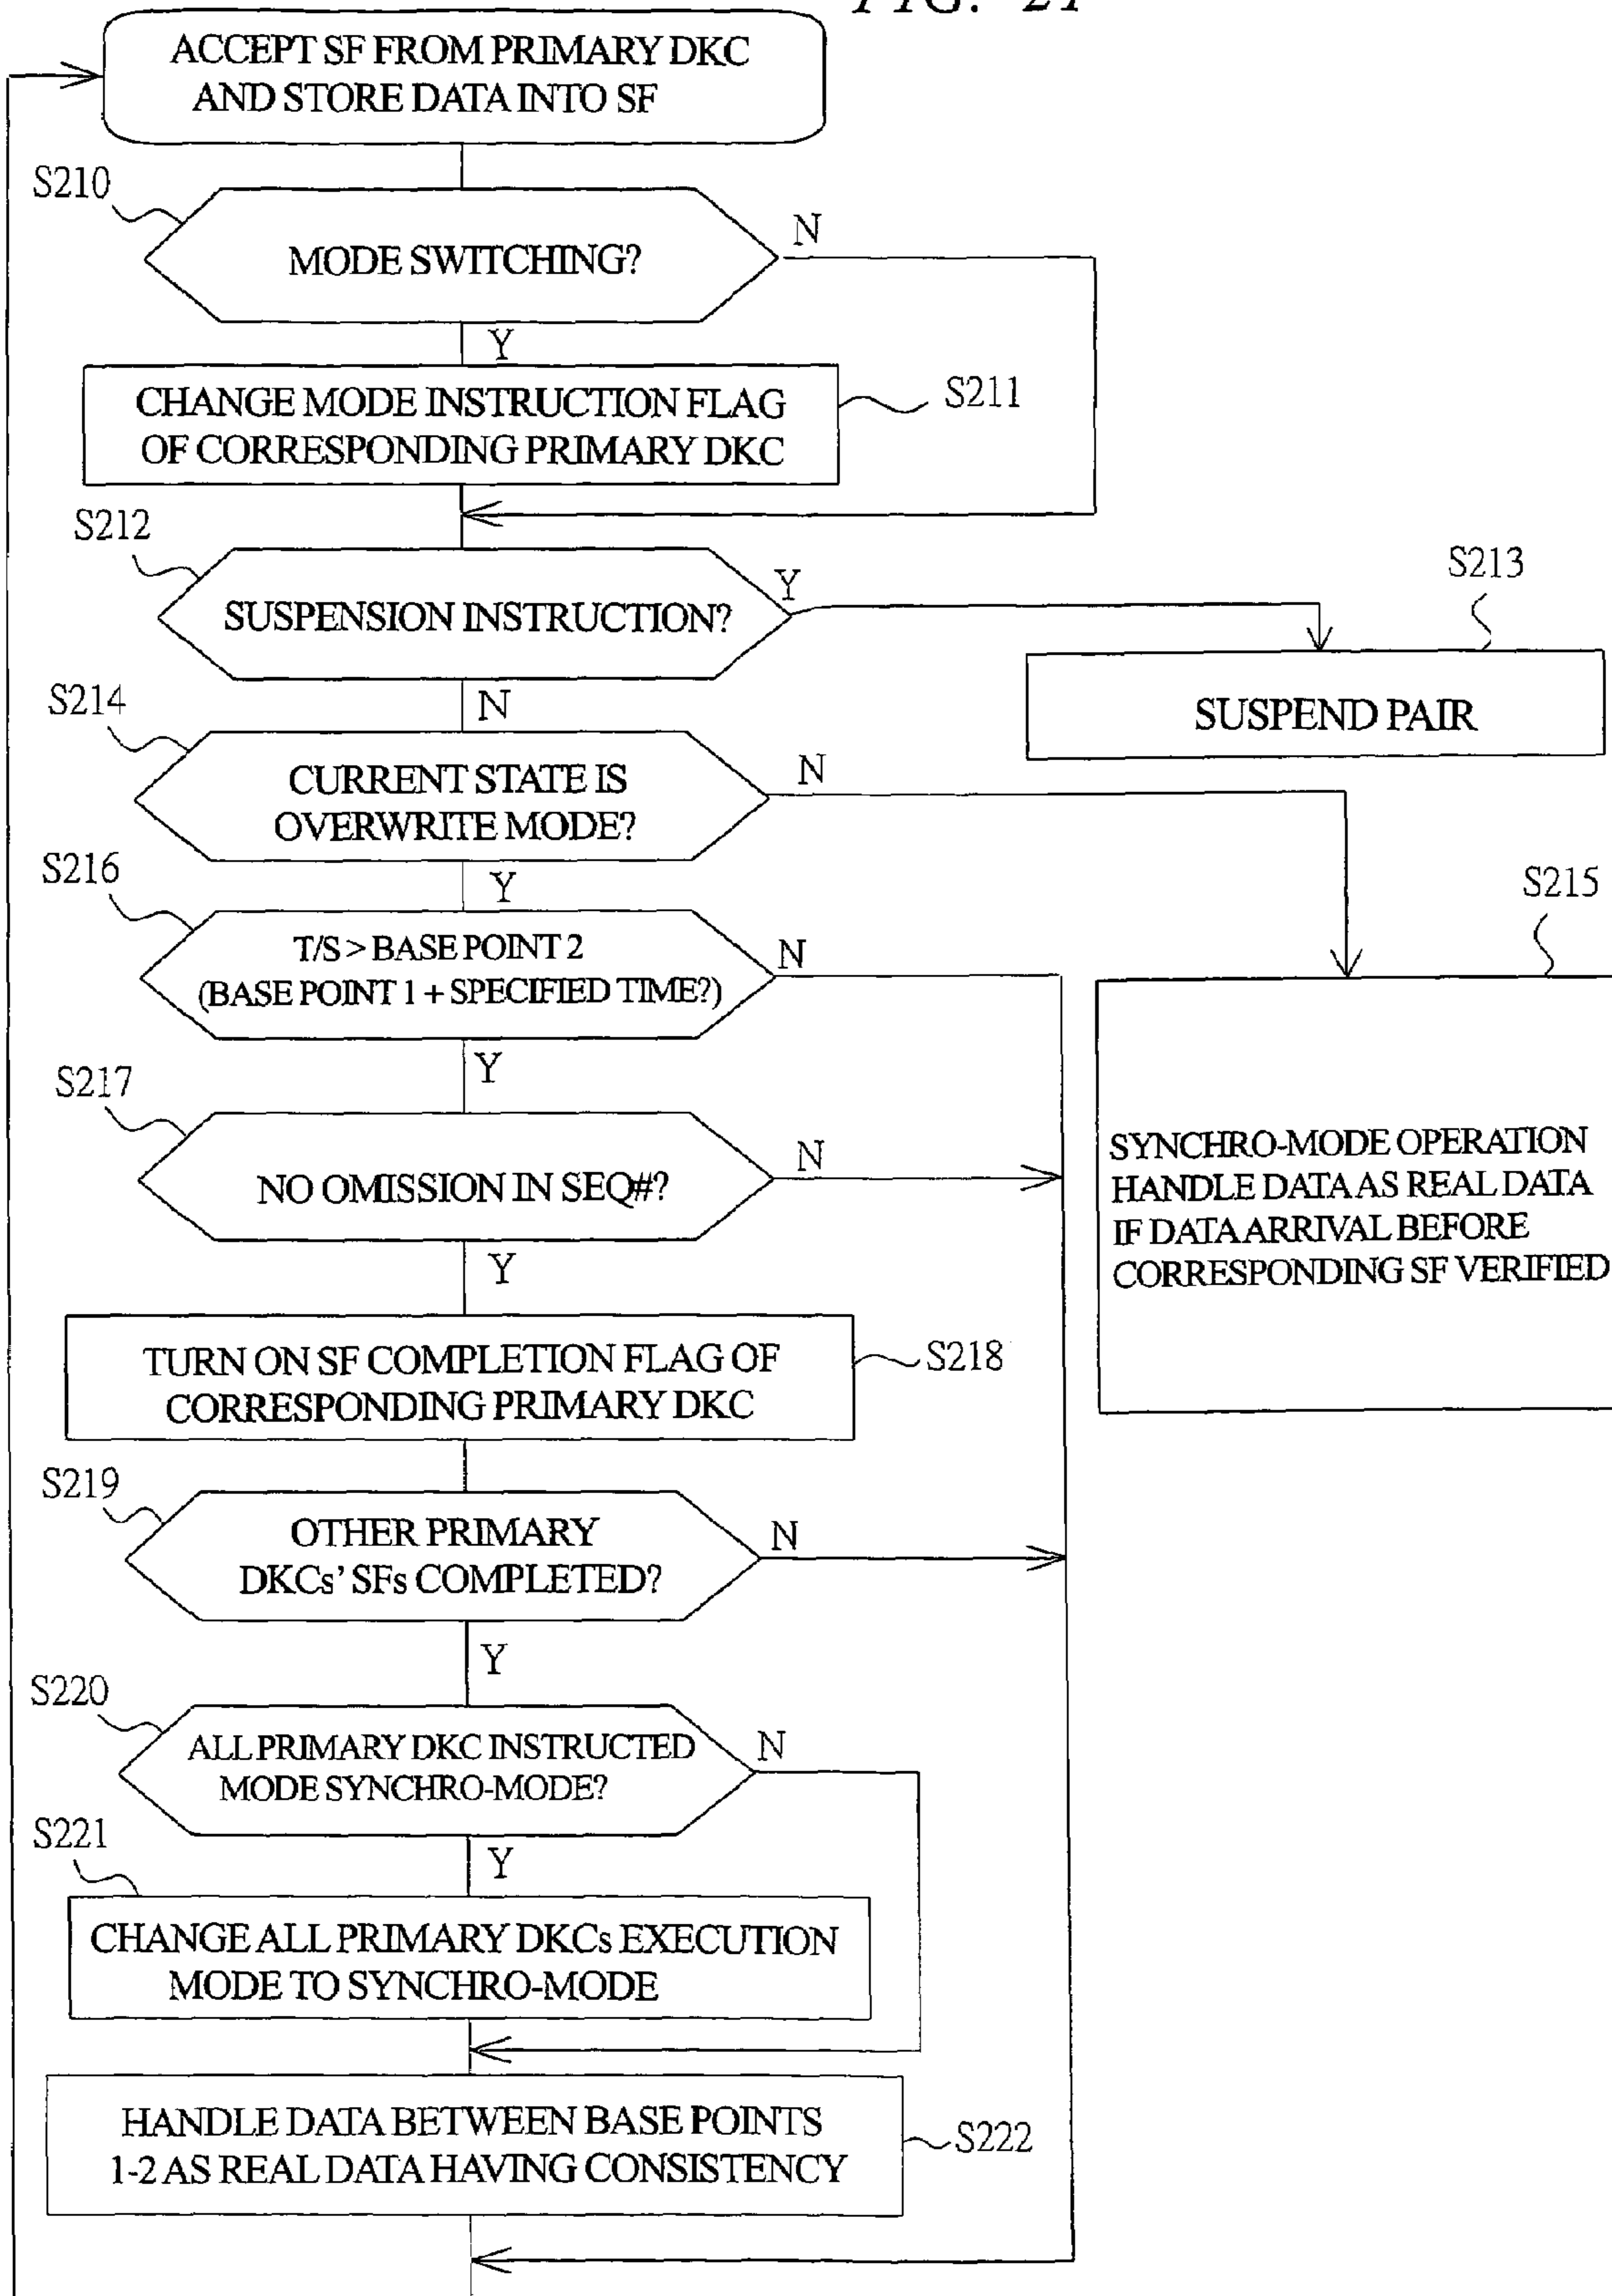 FIG. 21
ACCEPT SF FROM PRIMARY DKC
AND STORE DATA INTO SF
S210
MODE SWITCHING?
N
Y
CHANGE MODE INSTRUCTION FLAG
OF CORRESPONDING PRIMARY DKC
S211
S212
SUSPENSION INSTRUCTION?
Y
N
S213
SUSPEND PAIR
S214
CURRENT STATE IS
OVERWRITE MODE?
N
Y
S215
SYNCHRO-MODE OPERATION
HANDLE DATA AS REAL DATA
IF DATA ARRIVAL BEFORE
CORRESPONDING SF VERIFIED
S216
T/S > BASE POINT 2
(BASE POINT 1 + SPECIFIED TIME?)
N
Y
S217
NO OMISSION IN SEQ#?
N
Y
TURN ON SF COMPLETION FLAG OF
CORRESPONDING PRIMARY DKC
S218
S219
OTHER PRIMARY
DKCs' SFs COMPLETED?
N
Y
S220
ALL PRIMARY DKC INSTRUCTED
MODE SYNCHRO-MODE?
N
Y
S221
CHANGE ALL PRIMARY DKCs EXECUTION
MODE TO SYNCHRO-MODE
HANDLE DATA BETWEEN BASE POINTS
1-2 AS REAL DATA HAVING CONSISTENCY
S222